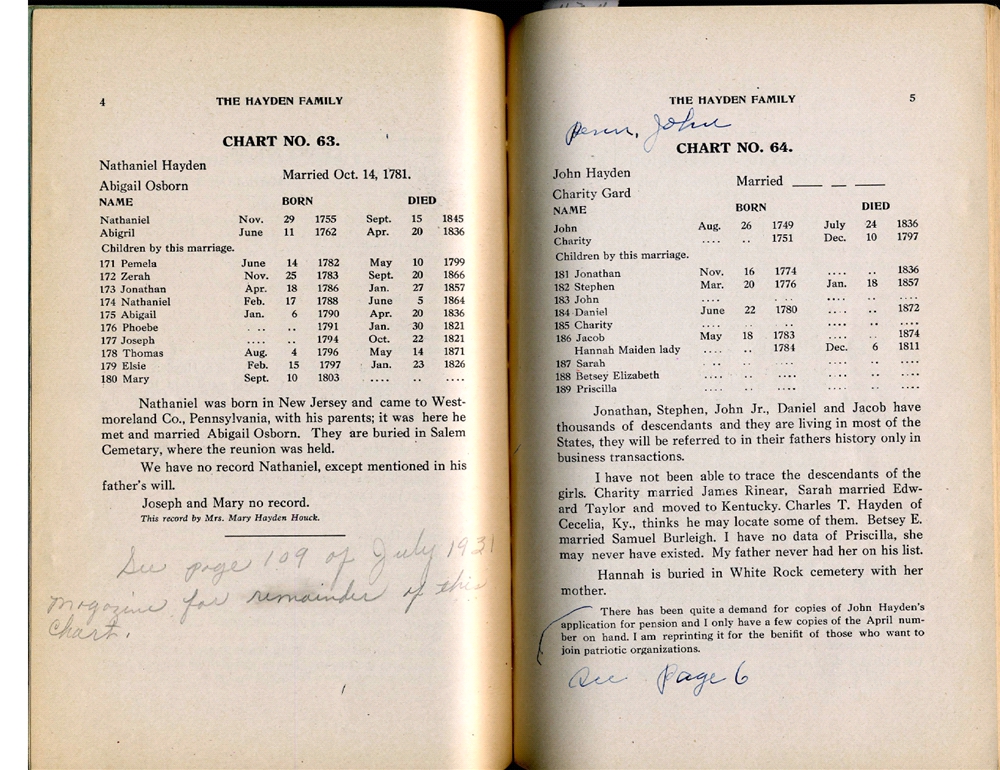 4 THE HAYDEN FAMILY
CHART NO. 63.
Nathaniel Hayden
Married Oct. 14, 1781.
Abigail Osborn
NAME BORN DIED
Nathaniel Nov. 29 1755 Sept. 15 1845
Abigril June 11 1762 Apr. 20 1836
Children by this marriage.
171 Pemela June 14 1782 May 10 1799
172 Zerah Nov. 25 1783 Sept. 20 1866
173 Jonathan Apr. 18 1786 Jan. 27 1857
174 Nathaniel Feb. 17 1788 June 5 1864
175 Abigail Jan. 6 1790 Apr. 20 1836
176 Phoebe . .. .. 1791 Jan. 30 1821
177 Joseph .... .. 1794 Oct. 22 1821
178 Thomas Aug. 4 1796 May 14 1871
179 Elsie Feb. 15 1797 Jan. 23 1826
180 Mary Sept. 10 1803 .... .. ....
Nathaniel was born in New Jersey and came to West-
moreland Co., Pennsylvania, with his parents; it was here he
met and married Abigail Osborn. They are buried in Salem
Cemetary, where the reunion was held.
We have no record Nathaniel, except mentioned in his
father's will.
Joseph and Mary no record.
This record by Mrs. Mary Hayden Houck.
See page 109 of July 1931
Magazine for remainder of this
Chart.
THE HAYDEN FAMILY 5
Penn, John
CHART NO. 64.
John Hayden
Married ____ __ ____
Charity Gard
NAME BORN DIED
John Aug. 26 1749 July 24 1836
Charity .... .. 1751 Dec. 10 1797
Children by this marriage.
181 Jonathan Nov. 16 1774 .... .. 1836
182 Stephen Mar. 20 1776 Jan. 18 1857
183 John .... .. .... .... .. ....
184 Daniel June 22 1780 .... .. 1872
185 Charity .... .. .... .... .. ....
186 Jacob May 18 1783 .... .. 1874
Hannah Maiden lady .... .. 1784 Dec. 6 1811
187 Sarah .... .. .... .... .. ....
188 Betsey Elizabeth .... .. .... .... .. ....
189 Priscilla .... .. .... .... .. ....
Jonathan, Stephen, John Jr., Daniel and Jacob have
thousands of descendants and they are living in most of the
States, they will be referred to in their fathers history only in
business transactions.
I have not been able to trace the descendants of the
girls. Charity married James Rinear, Sarah married Edw-
ard Taylor and moved to Kentucky. Charles T. Hayden of
Cecelia, Ky., thinks he may locate some of them. Betsey E.
married Samuel Burleigh. I have no data of Priscilla, she
may never have existed. My father never had her on his list.
Hannah is buried in White Rock cemetery with her
mother.
There has been quite a demand for copies of John Hayden's
application for pension and I only have a few copies of the April num-
ber on hand. I am reprinting it for the benifit of those who want to
join patriotic organizations.
See page 6